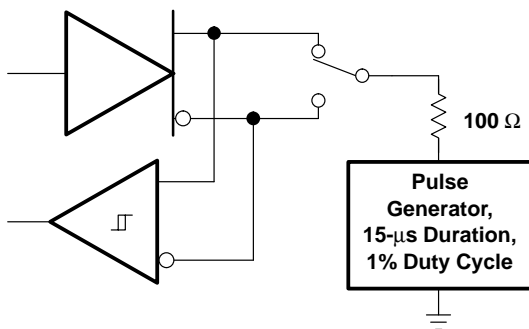 100 Ω
Pulse
Generator,
15-μs Duration,
1% Duty Cycle